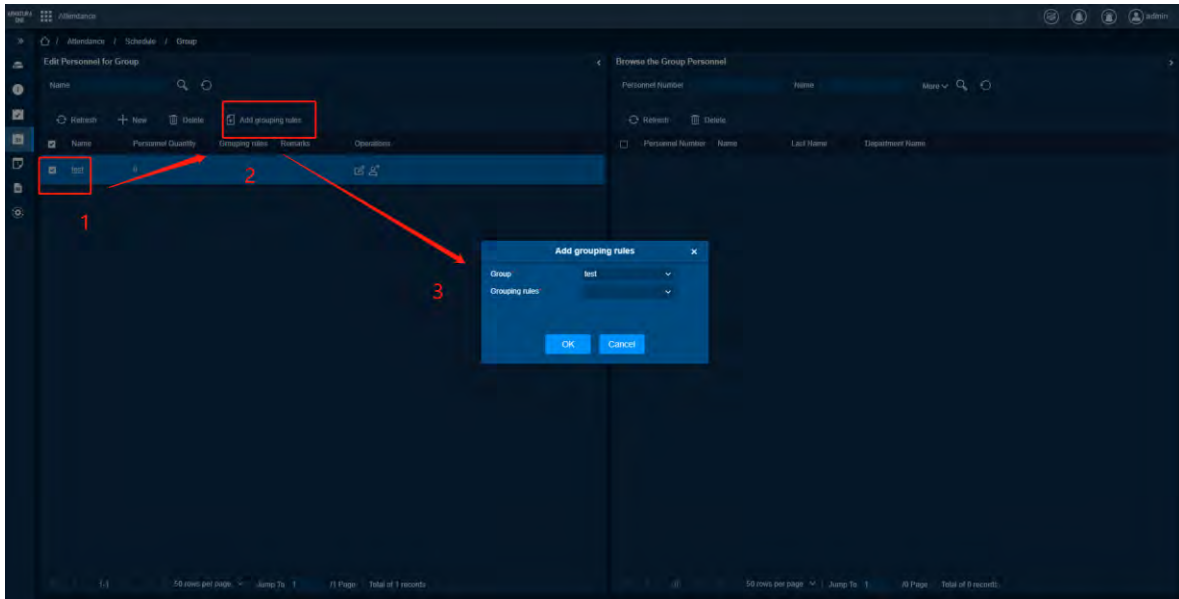 Attendance
admin
/ Attendance / Schedule / Group
Edit Personnel for Group
Browse the Group Personnel
Name
Personnel Number Name More
Refresh New Delete Add grouping rules
Refresh Delete
Name Personnel Quantity Grouping rules Remarks Operations
Personnel Number Name Last Name Department Name
test 0
1
2
3
Add grouping rules
Group test
Grouping rules
OK Cancel
50 rows per page Jump To 1 /1 Page Total of 1 records
50 rows per page Jump To 1 /0 Page Total of 0 records